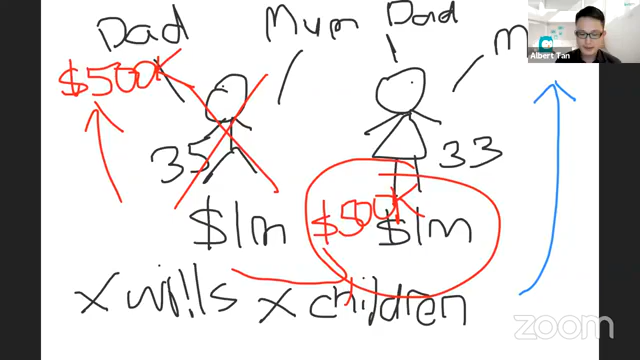 Dad Mum Dad M
$500K
Albert Tan
35 33
$1m $500K $1m
x wills x children
zoom